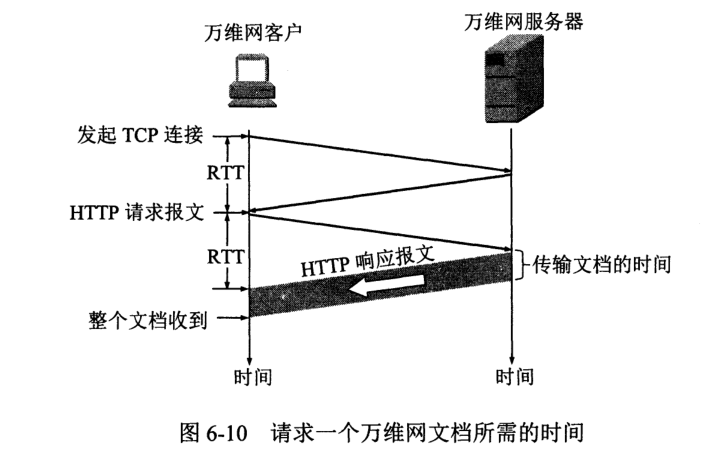 万维网客户
万维网服务器
发起 TCP 连接
RTT
HTTP 请求报文
RTT
HTTP 响应报文
传输文档的时间
整个文档收到
时间
时间
图 6-10 请求一个万维网文档所需的时间